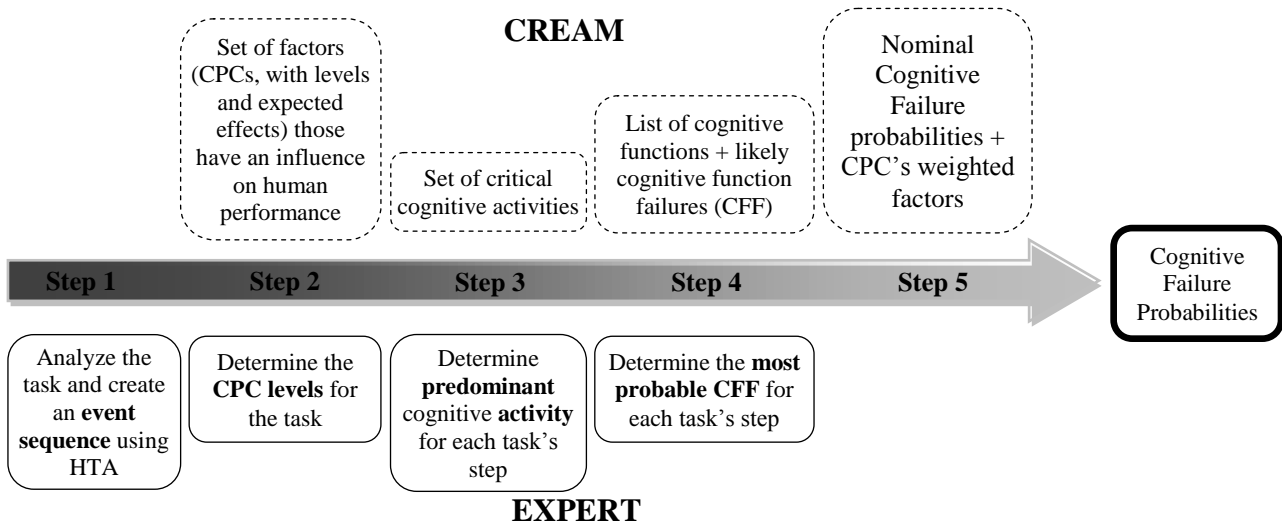 CREAM
Set of factors
(CPCs, with levels
and expected
effects) those
have an influence
on human
performance
Set of critical
cognitive activities
List of cognitive
functions + likely
cognitive function
failures (CFF)
Nominal
Cognitive
Failure
probabilities +
CPC’s weighted
factors
Step 1
Step 2
Step 3
Step 4
Step 5
Cognitive
Failure
Probabilities
Analyze the
task and create
an event
sequence using
HTA
Determine the
CPC levels for
the task
Determine
predominant
cognitive activity
for each task’s
step
Determine the most
probable CFF for
each task’s step
EXPERT